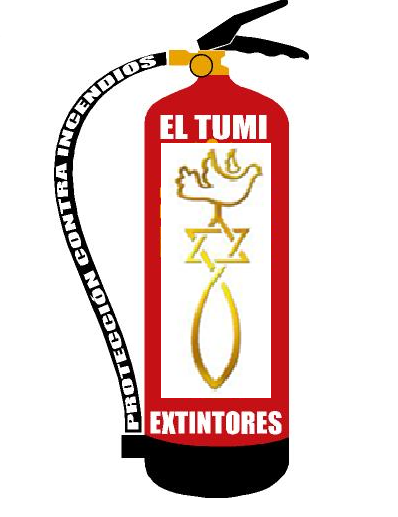 PROTECCIÓN CONTRA INCENDIOS
EL TUMI
EXTINTORES